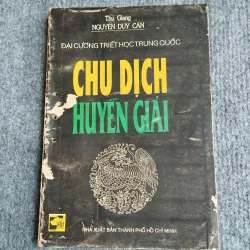 Thu Giang
NGUYỄN DUY CẦN
ĐẠI CƯƠNG TRIẾT HỌC TRUNG QUỐC
CHU DỊCH
HUYỀN GIẢI
NHÀ XUẤT BẢN THÀNH PHỐ HỒ CHÍ MINH